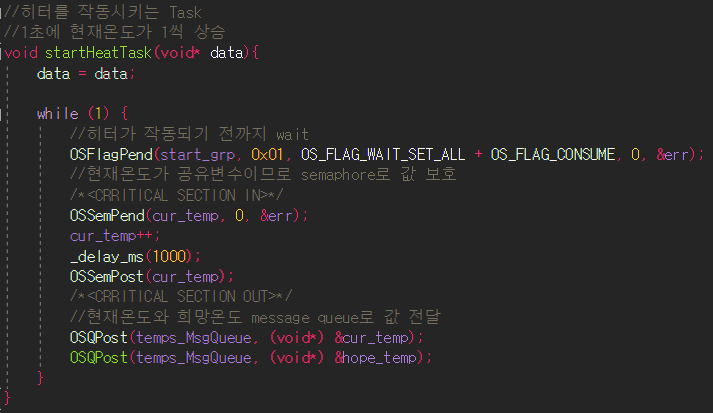 //히터를 작동시키는 Task
//1초에 현재온도가 1씩 상승
void startHeatTask(void* data){
data = data;
while (1) {
//히터가 작동되기 전까지 wait
OSFlagPend(start_grp, 0x01, OS_FLAG_WAIT_SET_ALL + OS_FLAG_CONSUME, 0, &err);
//현재온도가 공유변수이므로 semaphore로 값 보호
/*<CRRITICAL SECTION IN>*/
OSSemPend(cur_temp, 0, &err);
cur_temp++;
_delay_ms(1000);
OSSemPost(cur_temp);
/*<CRRITICAL SECTION OUT>*/
//현재온도와 희망온도 message queue로 값 전달
OSQPost(temps_MsgQueue, (void*) &cur_temp);
OSQPost(temps_MsgQueue, (void*) &hope_temp);
}
}